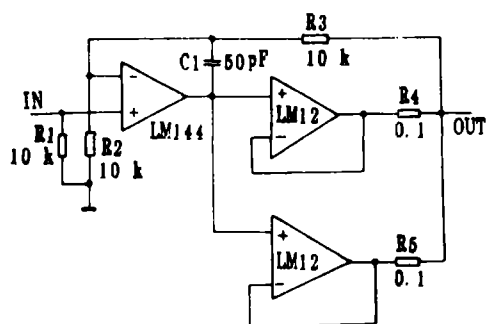 R3
10 k
C1
50pF
-
+
LM144
IN
R1
10 k
R2
10 k
+
-
LM12
R4
0.1
OUT
+
-
LM12
R5
0.1